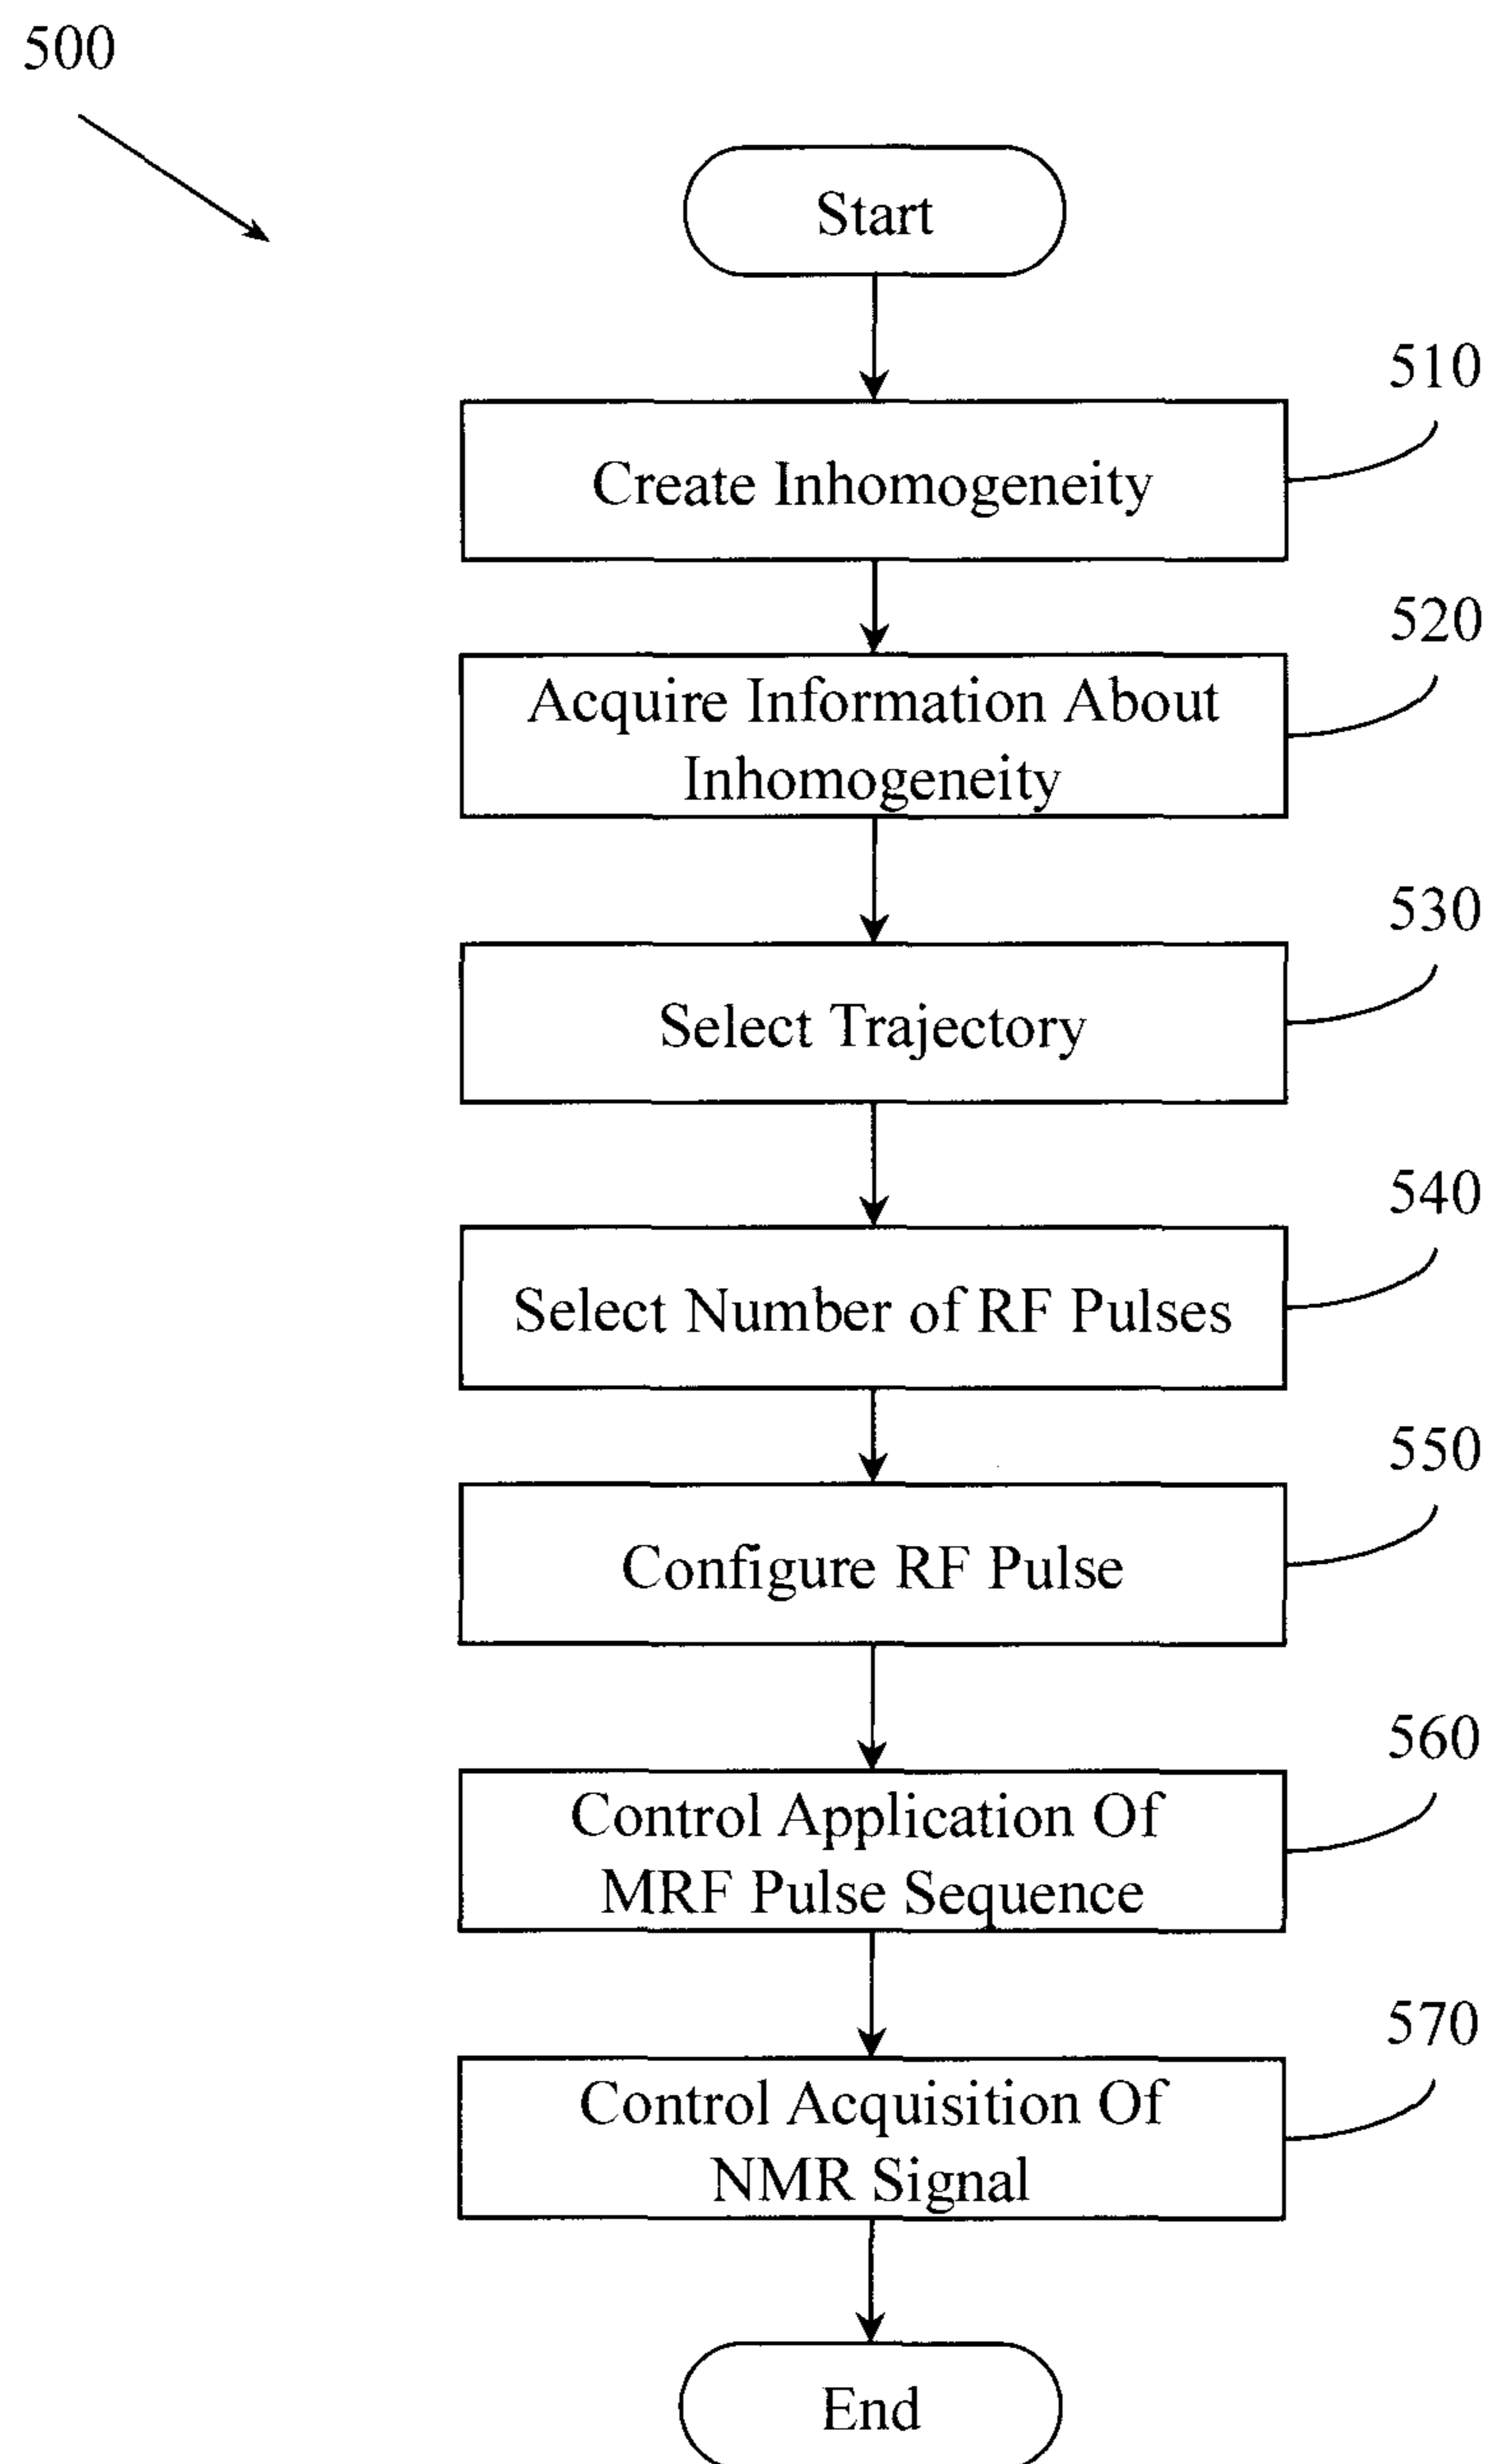 500
Start
510
Create Inhomogeneity
520
Acquire Information About
Inhomogeneity
530
Select Trajectory
540
Select Number of RF Pulses
550
Configure RF Pulse
560
Control Application Of
MRF Pulse Sequence
570
Control Acquisition Of
NMR Signal
End